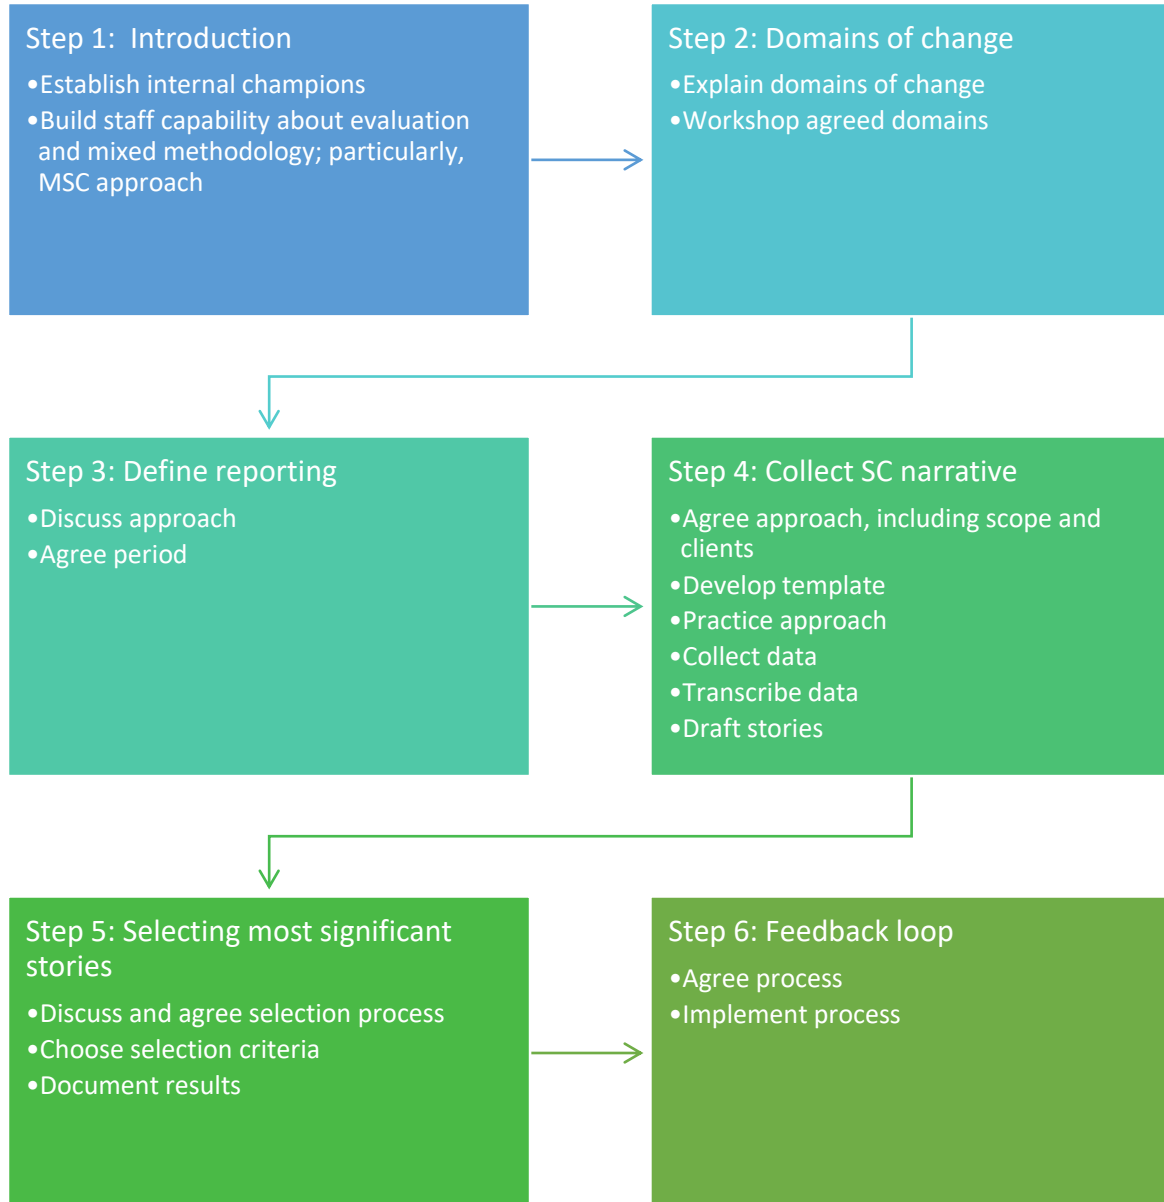 Step 1:  Introduction
•Establish internal champions
•Build staff capability about evaluation
and mixed methodology; particularly,
MSC approach
Step 2: Domains of change
•Explain domains of change
•Workshop agreed domains
Step 3: Define reporting
•Discuss approach
•Agree period
Step 4: Collect SC narrative
•Agree approach, including scope and
clients
•Develop template
•Practice approach
•Collect data
•Transcribe data
•Draft stories
Step 5: Selecting most significant
stories
•Discuss and agree selection process
•Choose selection criteria
•Document results
Step 6: Feedback loop
•Agree process
•Implement process